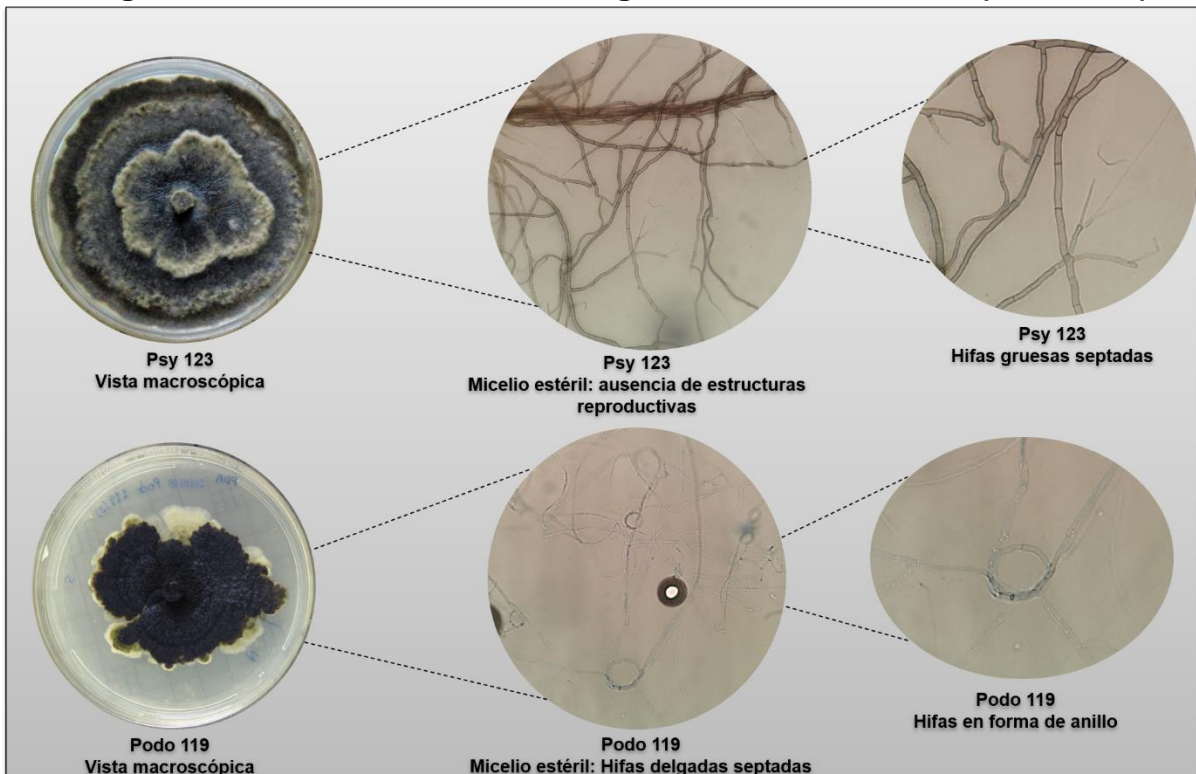 Psy 123
Vista macroscópica
Psy 123
Micelio estéril: ausencia de estructuras
reproductivas
Psy 123
Hifas gruesas septadas
Podo 119
Vista macroscópica
Podo 119
Micelio estéril: Hifas delgadas septadas
Podo 119
Hifas en forma de anillo